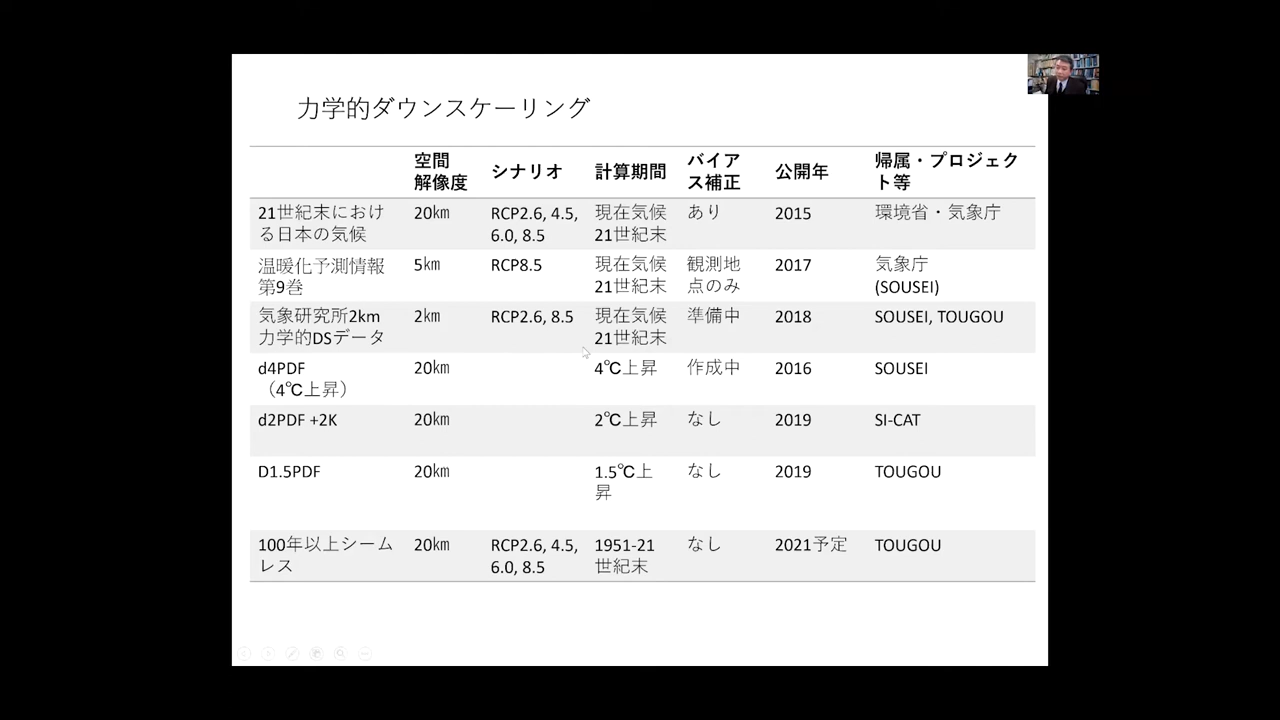 力学的ダウンスケーリング
空間 解像度 シナリオ 計算期間 バイアス補正 公開年 帰属・プロジェクト等
21世紀末における日本の気候 20㎞ RCP2.6, 4.5, 6.0, 8.5 現在気候 21世紀末 あり 2015 環境省・気象庁
温暖化予測情報 第9巻 5㎞ RCP8.5 現在気候 21世紀末 観測地点のみ 2017 気象庁 (SOUSEI)
気象研究所2km 力学的DSデータ 2㎞ RCP2.6, 8.5 現在気候 21世紀末 準備中 2018 SOUSEI, TOUGOU
d4PDF （4℃上昇） 20㎞ 4℃上昇 作成中 2016 SOUSEI
d2PDF +2K 20㎞ 2℃上昇 なし 2019 SI-CAT
D1.5PDF 20㎞ 1.5℃上昇 なし 2019 TOUGOU
100年以上シームレス 20㎞ RCP2.6, 4.5, 6.0, 8.5 1951-21世紀末 なし 2021予定 TOUGOU